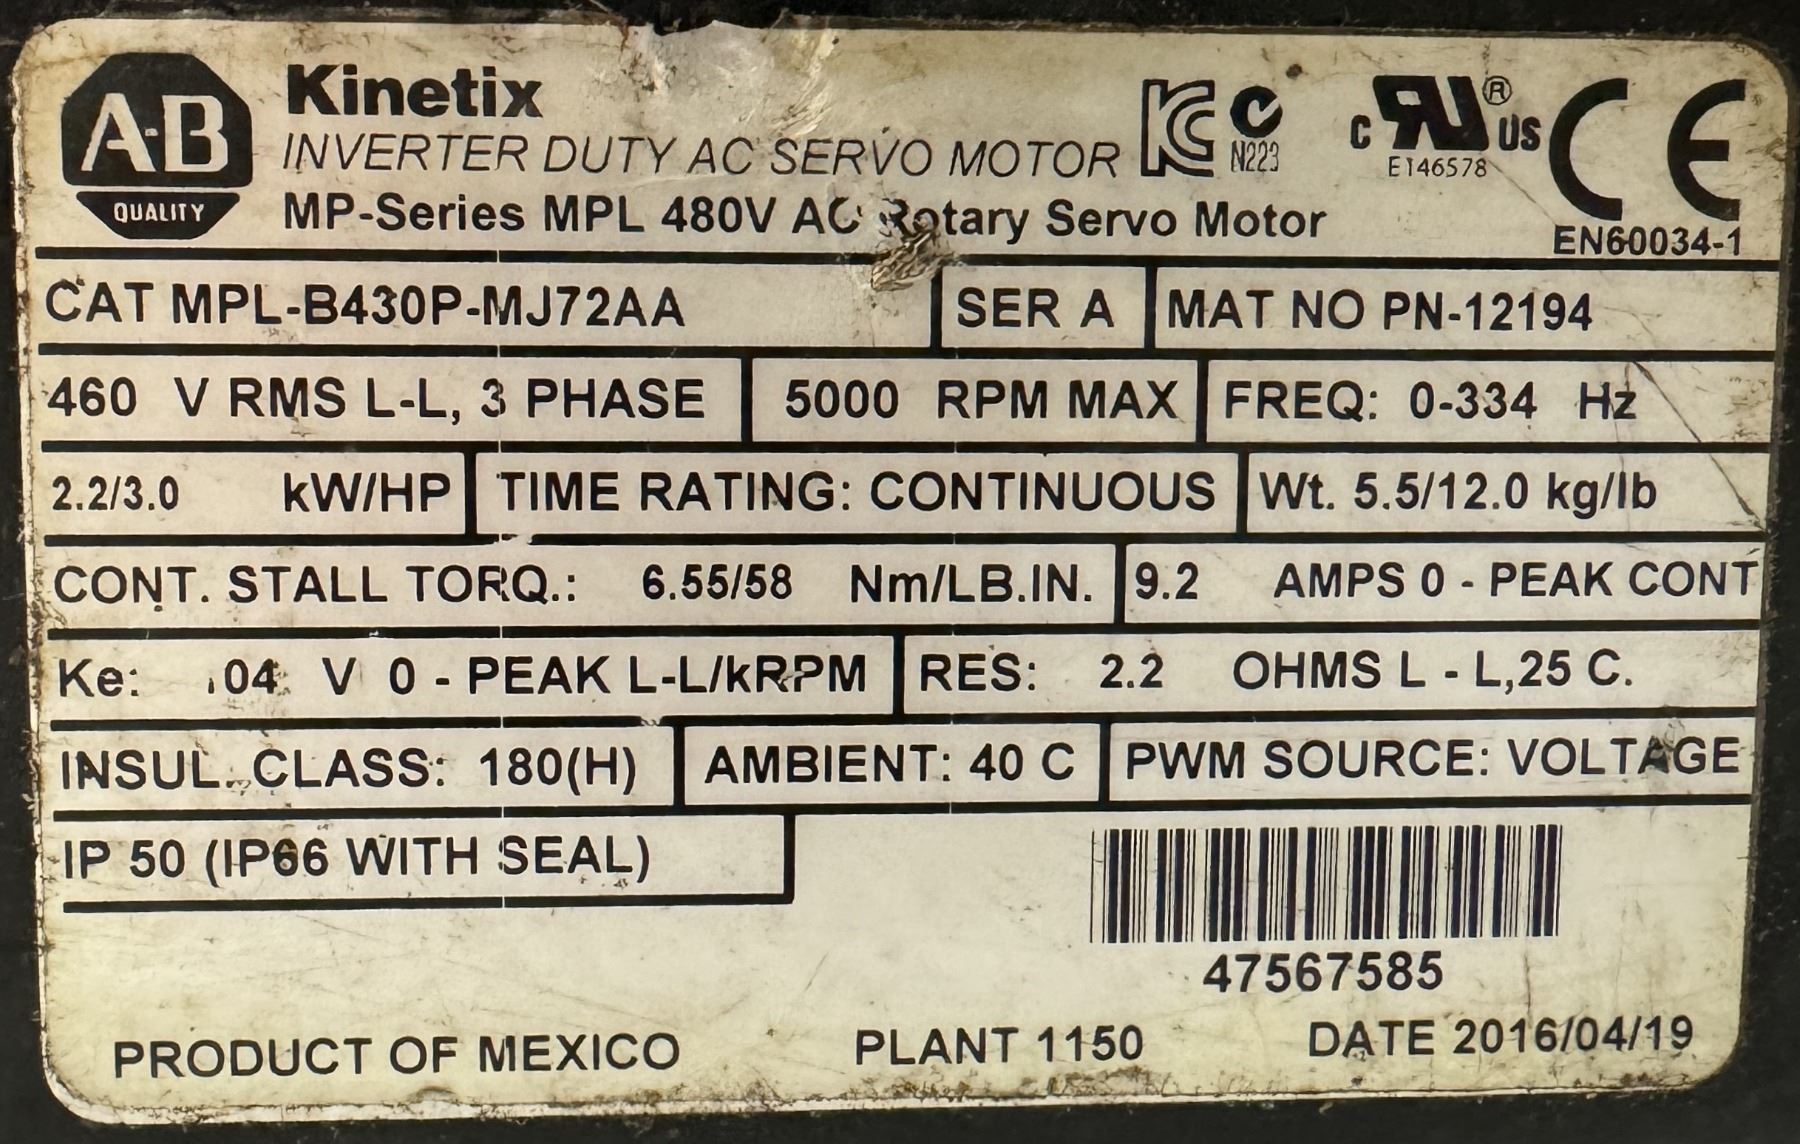 A-B
QUALITY
Kinetix
INVERTER DUTY AC SERVO MOTOR
MP-Series MPL 480V AC Rotary Servo Motor
N223
c RU® US
E146578
CE
EN60034-1
CAT MPL-B430P-MJ72AA SER A MAT NO PN-12194
460 V RMS L-L, 3 PHASE 5000 RPM MAX FREQ: 0-334 Hz
2.2/3.0 kW/HP TIME RATING: CONTINUOUS Wt. 5.5/12.0 kg/lb
CONT. STALL TORQ.: 6.55/58 Nm/LB.IN. 9.2 AMPS 0 - PEAK CONT
Ke: .04 V 0 - PEAK L-L/kRPM RES: 2.2 OHMS L - L,25 C.
INSUL. CLASS: 180(H) AMBIENT: 40 C PWM SOURCE: VOLTAGE
IP 50 (IP66 WITH SEAL)
47567585
PRODUCT OF MEXICO PLANT 1150 DATE 2016/04/19